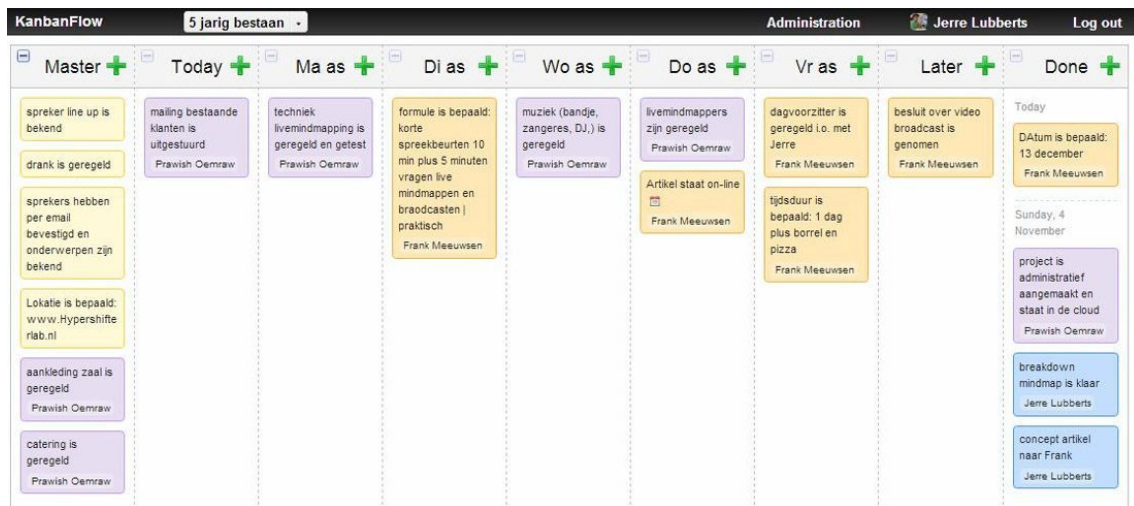 KanbanFlow
5 jarig bestaan
Administration
Jerre Lubberts
Log out
Master
Today
Ma as
Di as
Wo as
Do as
Vr as
Later
Done
spreker line up is
bekend
drank is geregeld
sprekers hebben
per email
bevestigd en
onderwerpen zijn
bekend
Lokatie is bepaald:
www.Hypershifte
rlab.nl
aankleding zaal is
geregeld
Prawish Oemraw
catering is
geregeld
Prawish Oemraw
mailing bestaande
klanten is
uitgestuurd
Prawish Oemraw
techniek
livemindmapping is
geregeld en getest
Prawish Oemraw
formule is bepaald:
korte
spreekbeurten 10
min plus 5 minuten
vragen live
mindmappen en
braodcasten |
praktisch
Frank Meeuwsen
muziek (bandje,
zangeres, DJ,) is
geregeld
Prawish Oemraw
livemindmappers
zijn geregeld
Prawish Oemraw
Artikel staat on-line
Frank Meeuwsen
dagvoorzitter is
geregeld i.o. met
Jerre
Frank Meeuwsen
tijdsduur is
bepaald: 1 dag
plus borrel en
pizza
Frank Meeuwsen
besluit over video
broadcast is
genomen
Frank Meeuwsen
Today
DAtum is bepaald:
13 december
Frank Meeuwsen
Sunday, 4
November
project is
administratief
aangemaakt en
staat in de cloud
Prawish Oemraw
breakdown
mindmap is klaar
Jerre Lubberts
concept artikel
naar Frank
Jerre Lubberts